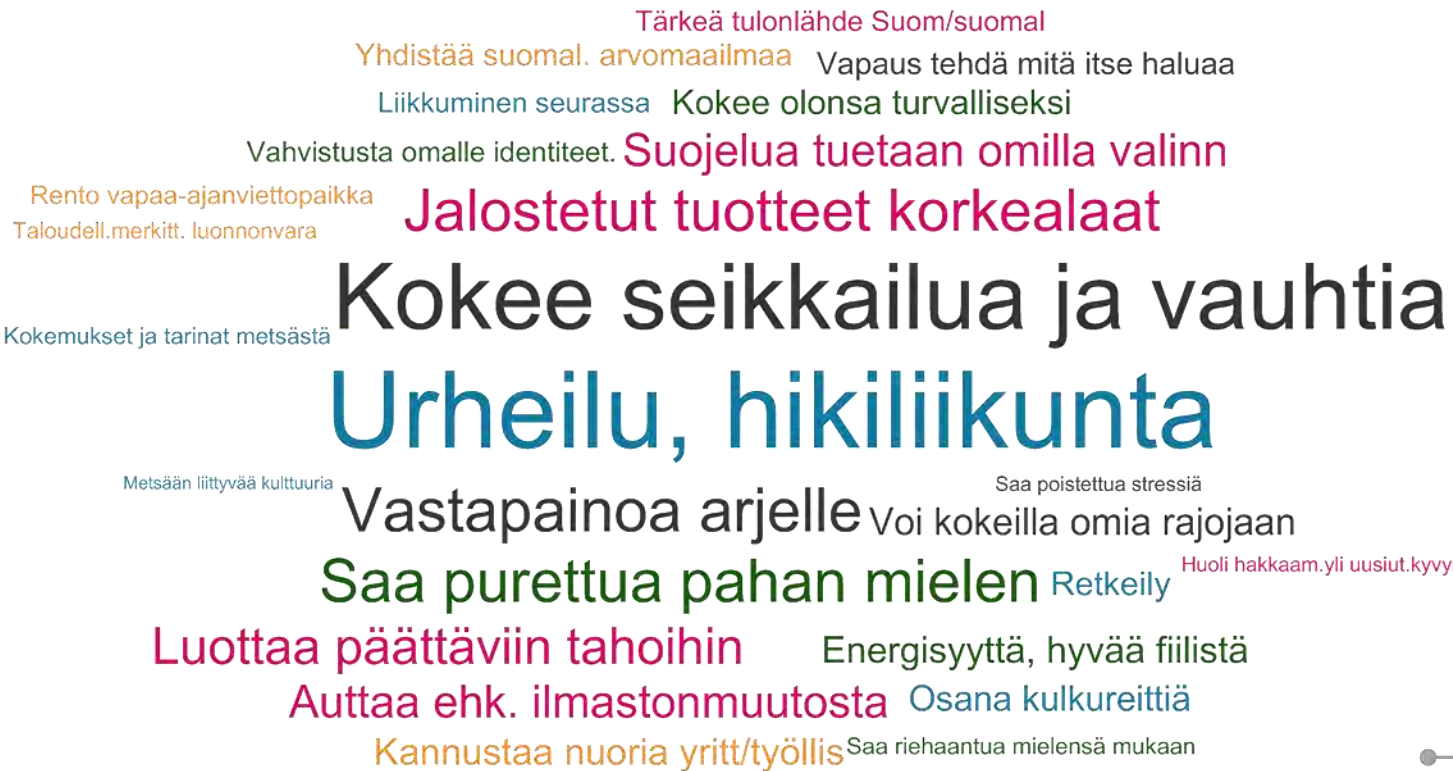 Tärkeä tulonlähde Suom/suomal
Yhdistää suomal. arvomaailmaa
Vapaus tehdä mitä itse haluaa
Liikkuminen seurassa
Kokee olonsa turvalliseksi
Vahvistusta omalle identiteet.
Suojelua tuetaan omilla valinn
Rento vapaa-ajanviettopaikka
Jalostetut tuotteet korkealaat
Taloudell.merkitt. luonnonvara
Kokee seikkailua ja vauhtia
Kokemukset ja tarinat metsästä
Urheilu, hikiliikunta
Metsään liittyvää kulttuuria
Saa poistettua stressiä
Vastapainoa arjelle
Voi kokeilla omia rajojaan
Saa purettua pahan mielen
Retkeily
Huoli hakkaam.yli uusiut.kyvy
Luottaa päättäviin tahoihin
Energisyyttä, hyvää fiilistä
Auttaa ehk. ilmastonmuutosta
Osana kulkureittiä
Kannustaa nuoria yritt/työllis
Saa riehaantua mielensä mukaan